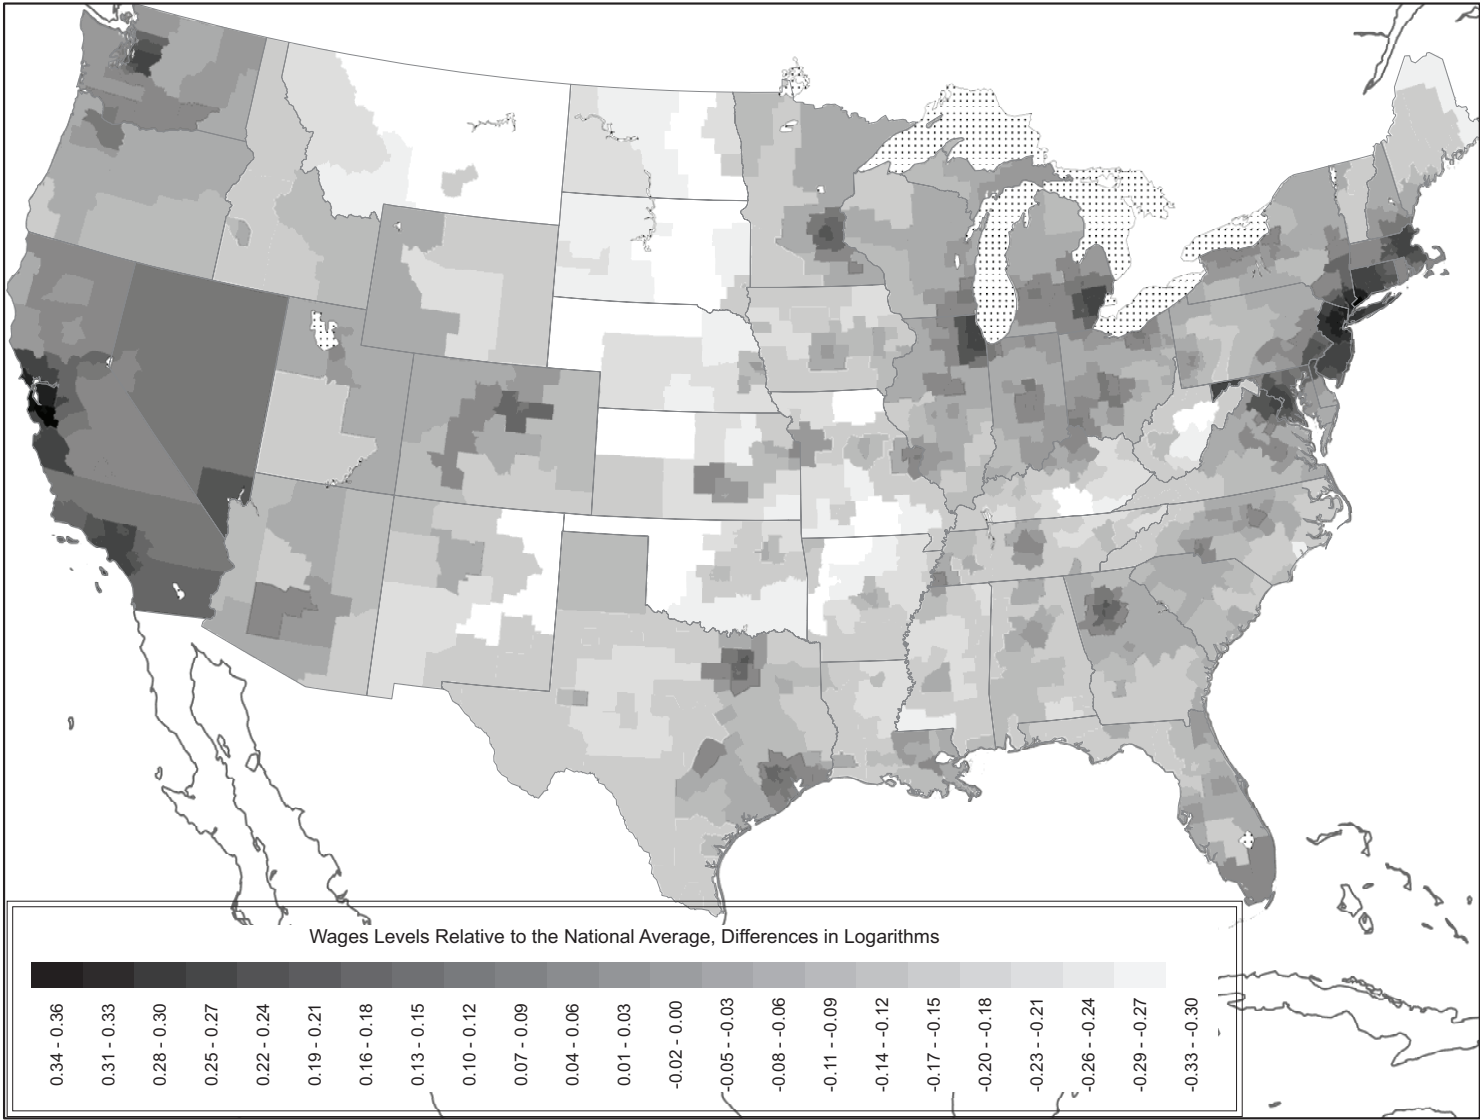 Wages Levels Relative to the National Average, Differences in Logarithms
0.34 - 0.36
0.31 - 0.33
0.28 - 0.30
0.25 - 0.27
0.22 - 0.24
0.19 - 0.21
0.16 - 0.18
0.13 - 0.15
0.10 - 0.12
0.07 - 0.09
0.04 - 0.06
0.01 - 0.03
-0.02 - 0.00
-0.05 - -0.03
-0.08 - -0.06
-0.11 - -0.09
-0.14 - -0.12
-0.17 - -0.15
-0.20 - -0.18
-0.23 - -0.21
-0.26 - -0.24
-0.29 - -0.27
-0.33 - -0.30